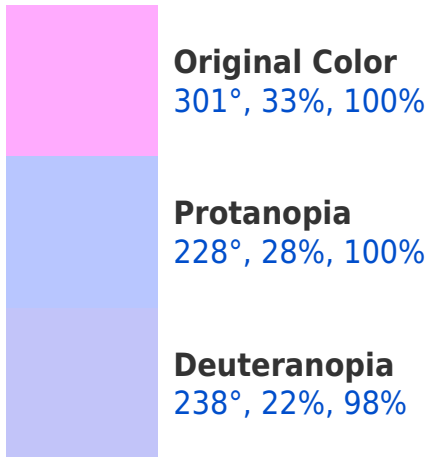 Original Color
301°, 33%, 100%
Protanopia
228°, 28%, 100%
Deuteranopia
238°, 22%, 98%